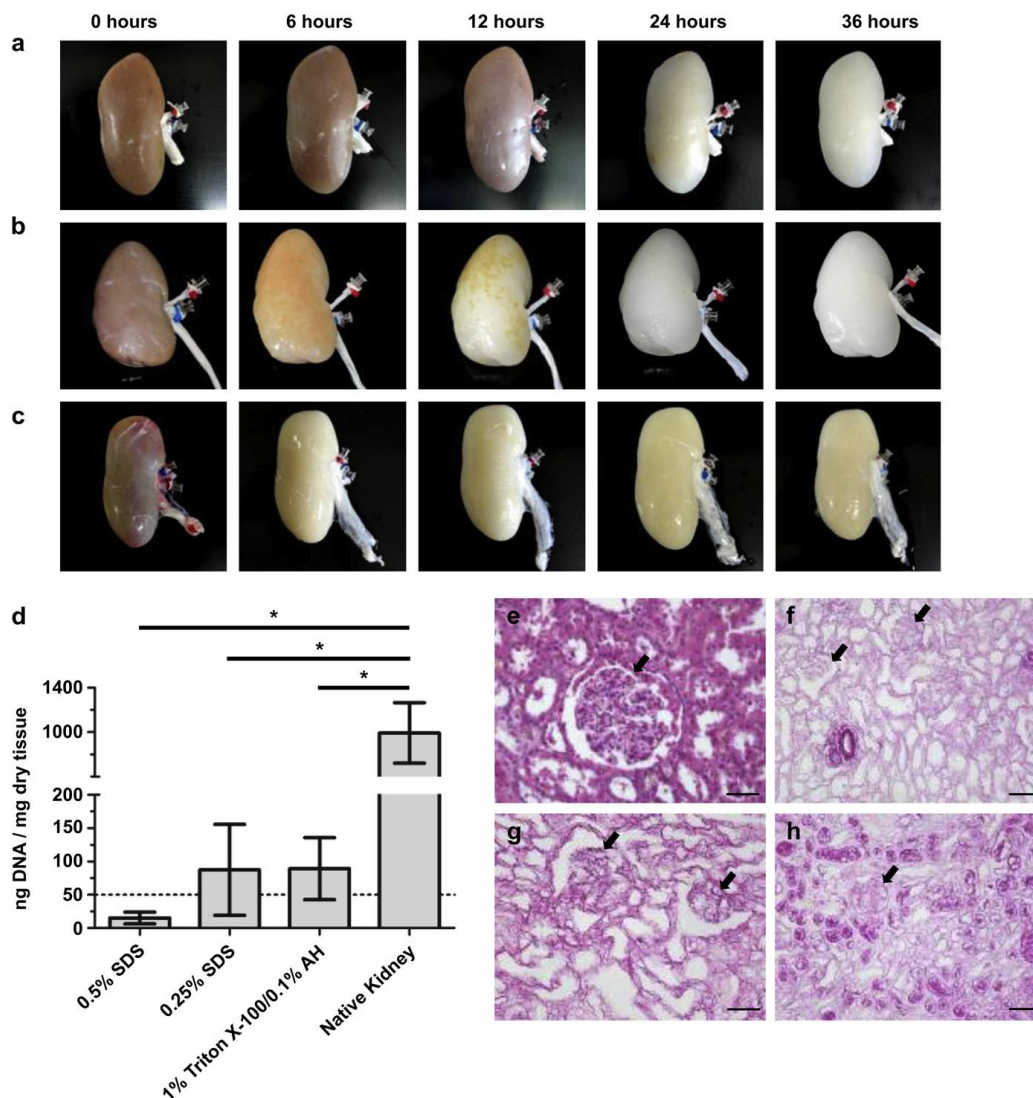 0 hours 6 hours 12 hours 24 hours 36 hours
a
b
c
d
*
*
*
ng DNA / mg dry tissue
1400
1000
200
150
100
50
0
0.5% SDS
0.25% SDS
1% Triton X-100/0.1% AH
Native Kidney
e
f
g
h